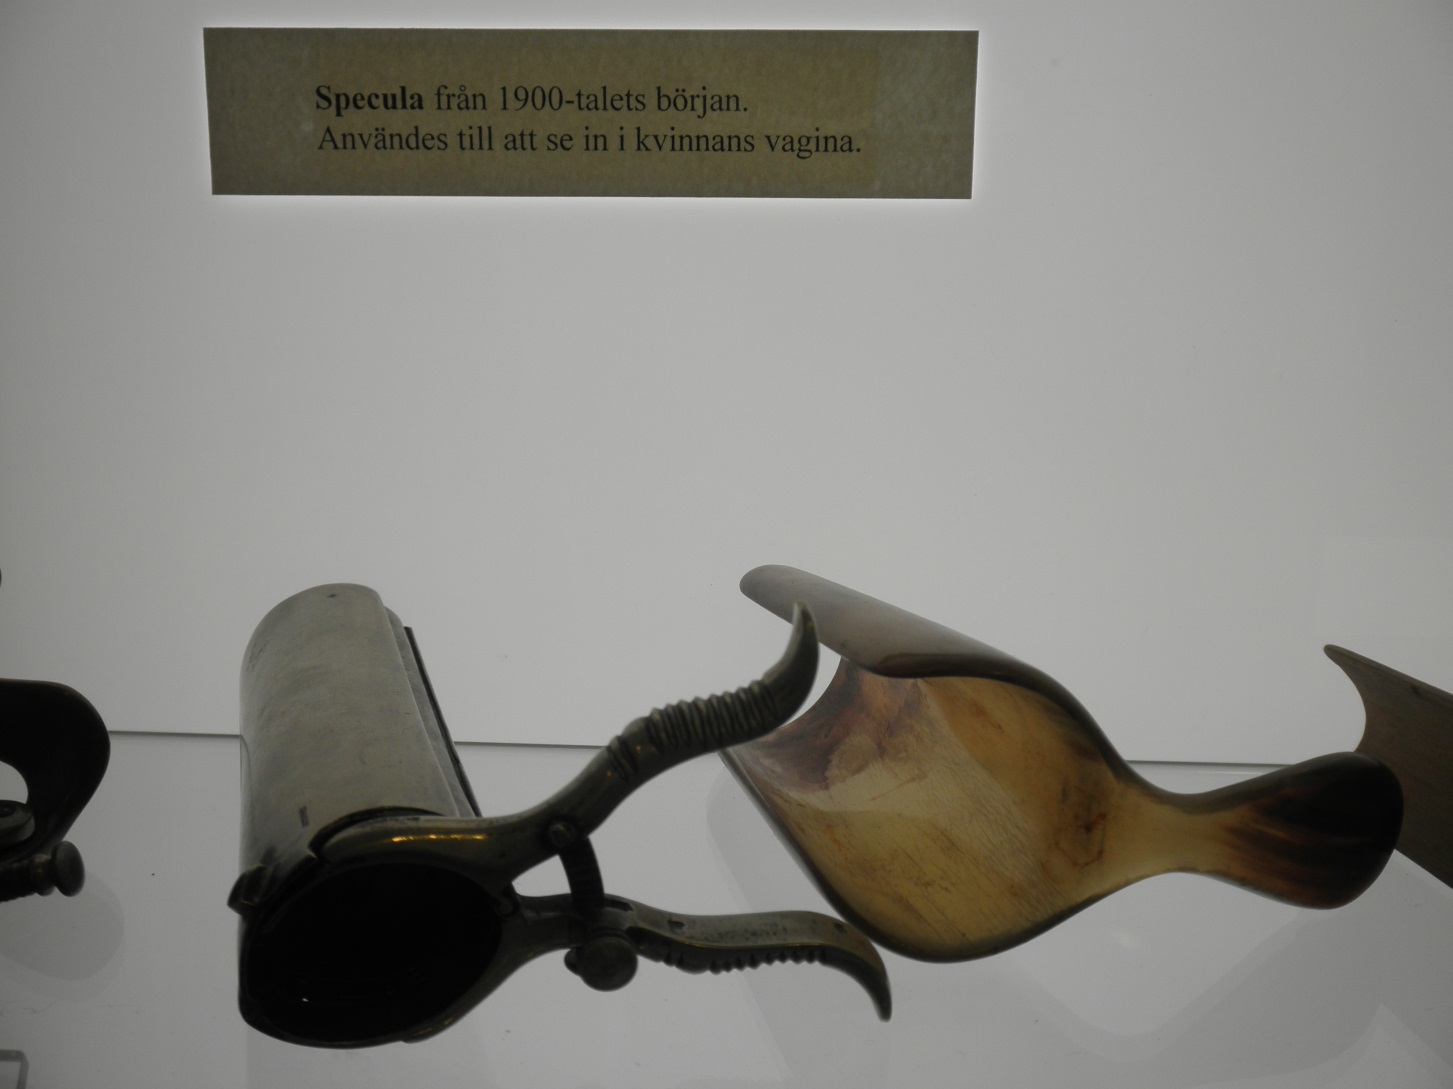 Specula från 1900-talets början.
Användes till att se in i kvinnans vagina.